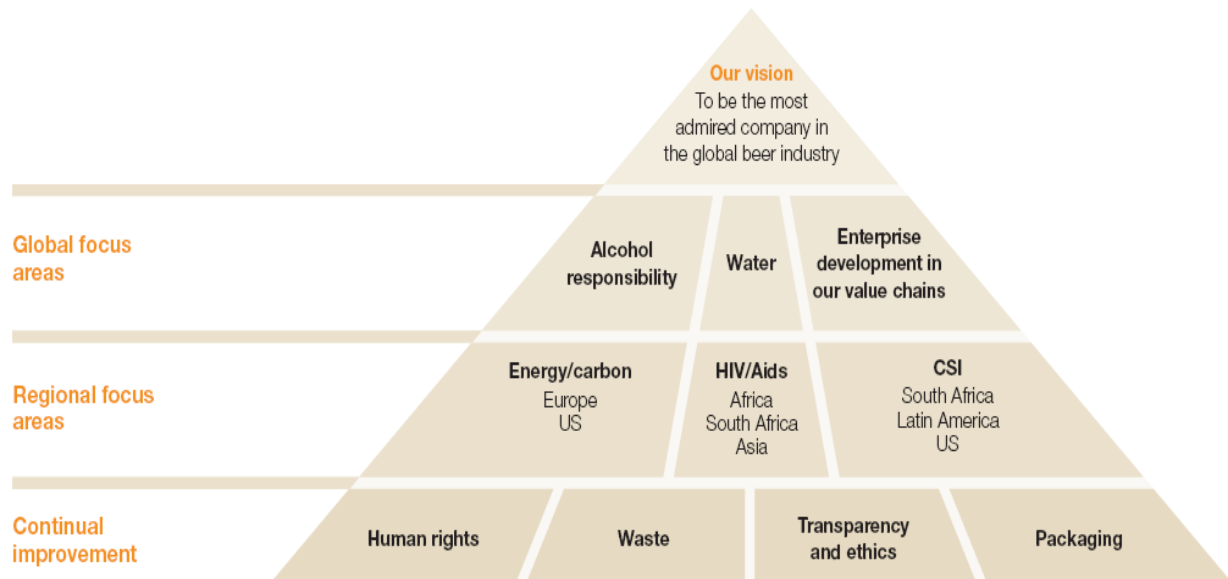 Our vision
To be the most
admired company in
the global beer industry
Global focus
areas
Alcohol
responsibility
Water
Enterprise
development in
our value chains
Regional focus
areas
Energy/carbon
Europe
US
HIV/Aids
Africa
South Africa
Asia
CSI
South Africa
Latin America
US
Continual
improvement
Human rights
Waste
Transparency
and ethics
Packaging